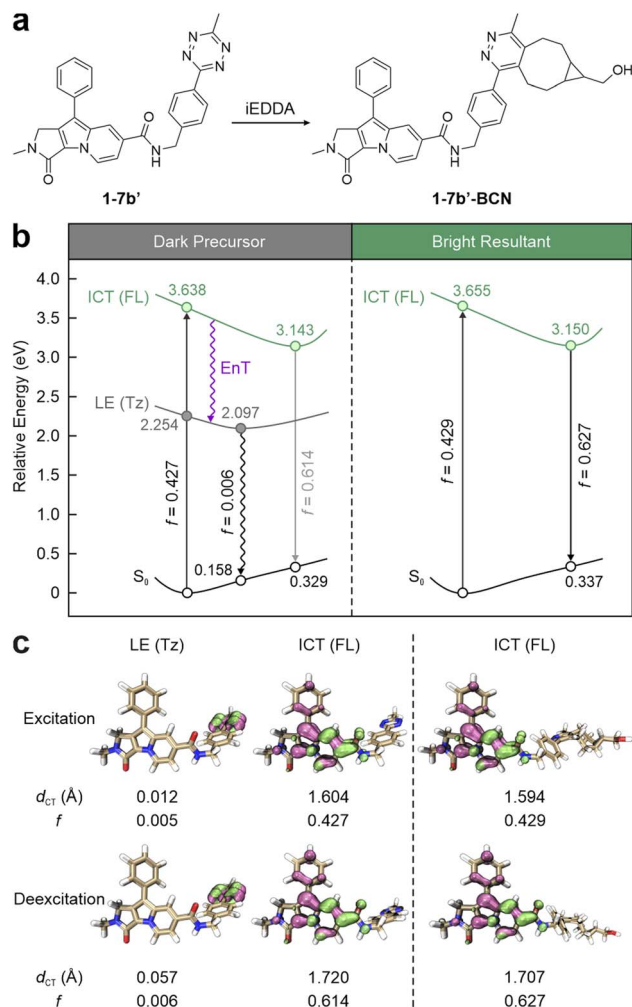 a
N
N
N
N
O
N
H
N
N
O
1-7b'
iEDDA
N
N
OH
O
N
H
N
N
O
1-7b'-BCN
b
Dark Precursor
Bright Resultant
Relative Energy (eV)
4.0
3.5
3.0
2.5
2.0
1.5
1.0
0.5
0
ICT (FL)
3.638
3.143
EnT
LE (Tz)
2.254
2.097
f = 0.427
f = 0.006
f = 0.614
S0
0.158
0.329
ICT (FL)
3.655
3.150
f = 0.429
f = 0.627
S0
0.337
c
LE (Tz) ICT (FL) ICT (FL)
Excitation
dCT (Å) 0.012 1.604 1.594
f 0.005 0.427 0.429
Deexcitation
dCT (Å) 0.057 1.720 1.707
f 0.006 0.614 0.627